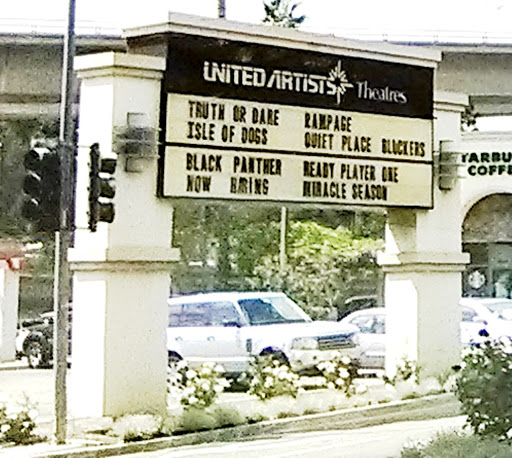 UNITED ARTISTS Theatres
TRUTH OR DARE RAMPAGE
ISLE OF DOGS QUIET PLACE BLOCKERS
BLACK PANTHER READY PLAYER ONE
NOW HIRING MIRACLE SEASON
TARBU
COFFE